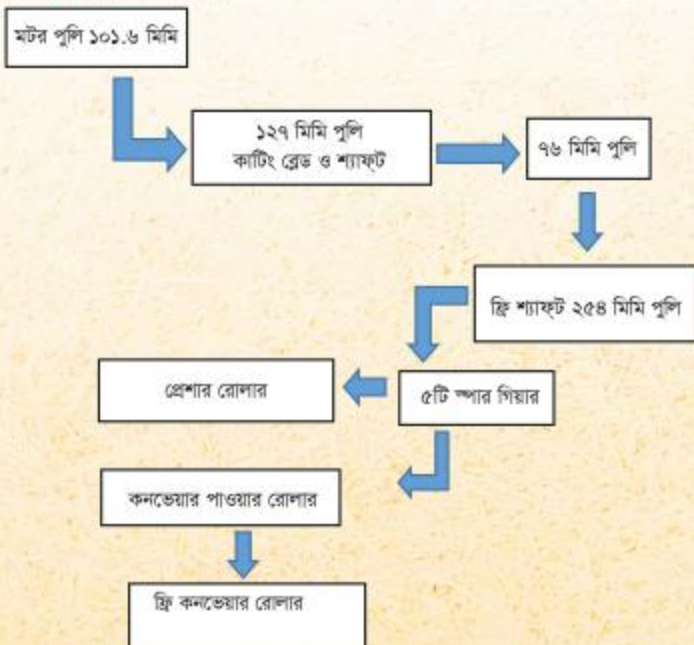 মটর পুলি ১০১.৬ মিমি
১২৭ মিমি পুলি
কাটিং ব্লেড ও শ্যাফ্‌ট
৭৬ মিমি পুলি
ফ্রি শ্যাফ্‌ট ২৫৪ মিমি পুলি
৫টি স্পার গিয়ার
প্রেশার রোলার
কনভেয়ার পাওয়ার রোলার
ফ্রি কনভেয়ার রোলার